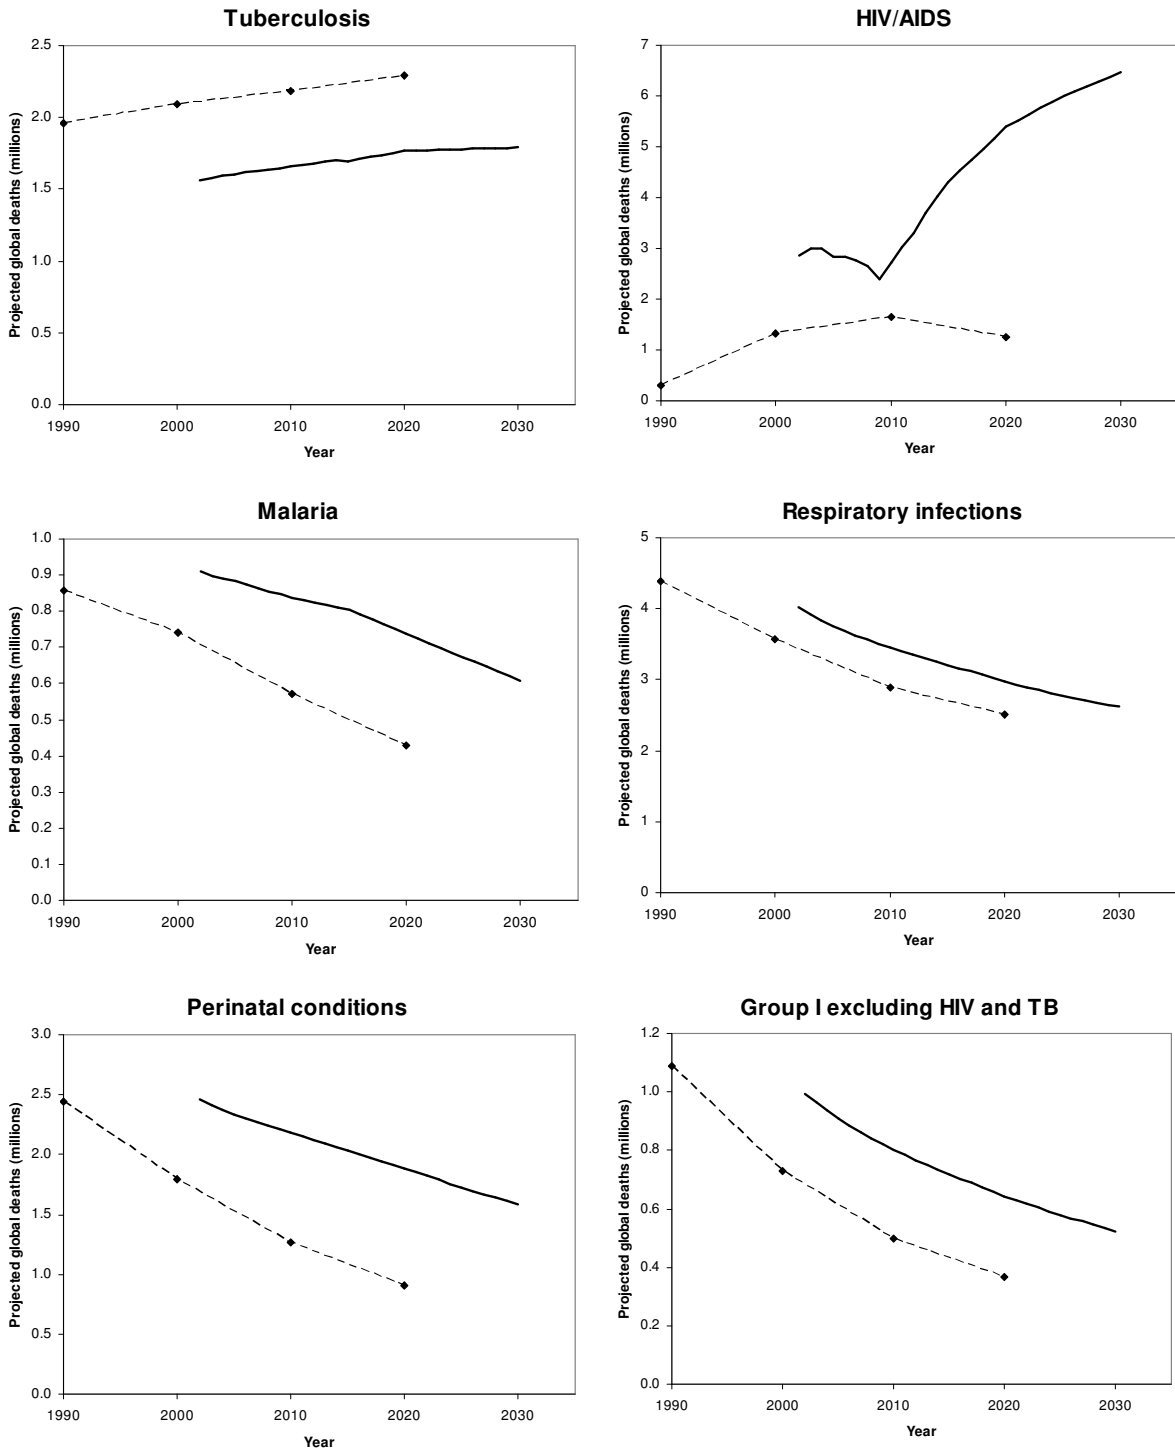 Tuberculosis
Projected global deaths (millions)
2.5
2.0
1.5
1.0
0.5
0.0
1990 2000 2010 2020 2030
Year
HIV/AIDS
Projected global deaths (millions)
7
6
5
4
3
2
1
0
1990 2000 2010 2020 2030
Year
Malaria
Projected global deaths (millions)
1.0
0.9
0.8
0.7
0.6
0.5
0.4
0.3
0.2
0.1
0.0
1990 2000 2010 2020 2030
Year
Respiratory infections
Projected global deaths (millions)
5
4
3
2
1
0
1990 2000 2010 2020 2030
Year
Perinatal conditions
Projected global deaths (millions)
3.0
2.5
2.0
1.5
1.0
0.5
0.0
1990 2000 2010 2020 2030
Year
Group I excluding HIV and TB
Projected global deaths (millions)
1.2
1.0
0.8
0.6
0.4
0.2
0.0
1990 2000 2010 2020 2030
Year